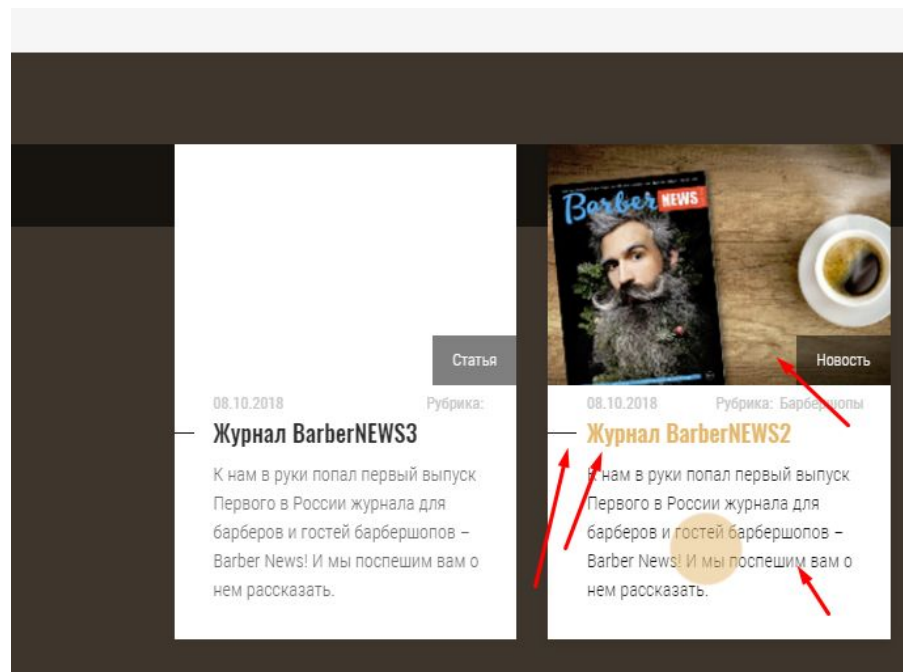 Barber NEWS
Статья
Новость
08.10.2018 Рубрика:
Журнал BarberNEWS3
К нам в руки попал первый выпуск
Первого в России журнала для
барберов и гостей барбершопов –
Barber News! И мы поспешим вам о
нем рассказать.
08.10.2018 Рубрика: Барбершопы
Журнал BarberNEWS2
К нам в руки попал первый выпуск
Первого в России журнала для
барберов и гостей барбершопов –
Barber News! И мы поспешим вам о
нем рассказать.